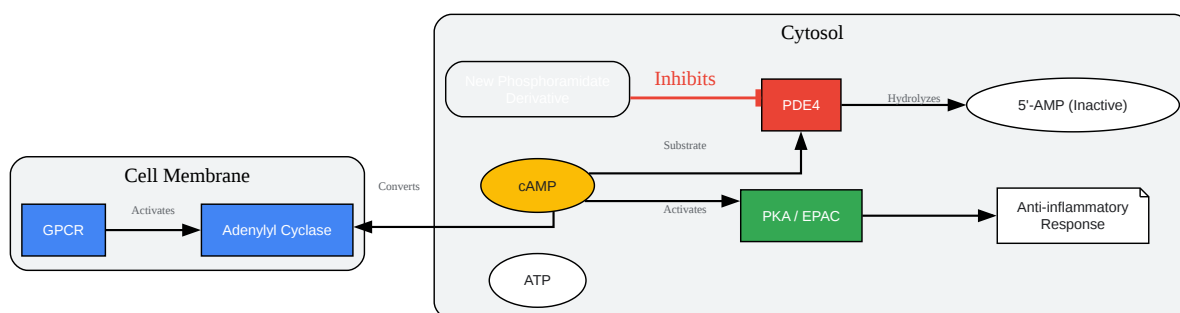 Cytosol
New Phosphoramidate
Derivative
Inhibits
PDE4
Hydrolyzes
5'-AMP (Inactive)
Substrate
Cell Membrane
Converts
cAMP
Activates
GPCR
Activates
Adenylyl Cyclase
PKA / EPAC
Anti-inflammatory
Response
ATP